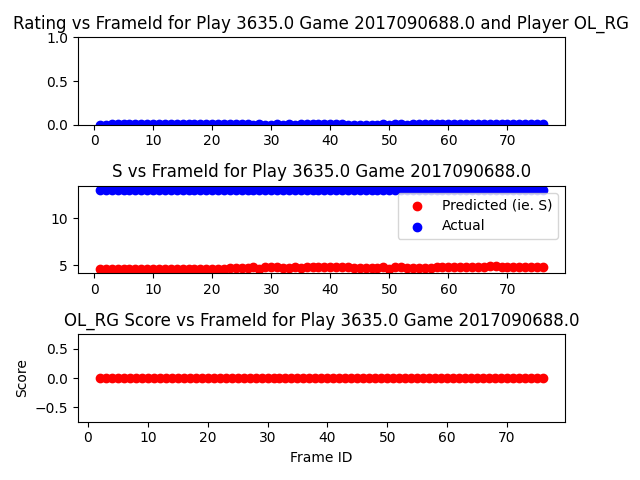 Rating vs FrameId for Play 3635.0 Game 2017090688.0 and Player OL_RG
1.0
0.5
0.0
0 10 20 30 40 50 60 70
S vs FrameId for Play 3635.0 Game 2017090688.0
10
5
Predicted (ie. S)
Actual
0 10 20 30 40 50 60 70
OL_RG Score vs FrameId for Play 3635.0 Game 2017090688.0
Score
0.5
0.0
−0.5
0 10 20 30 40 50 60 70
Frame ID